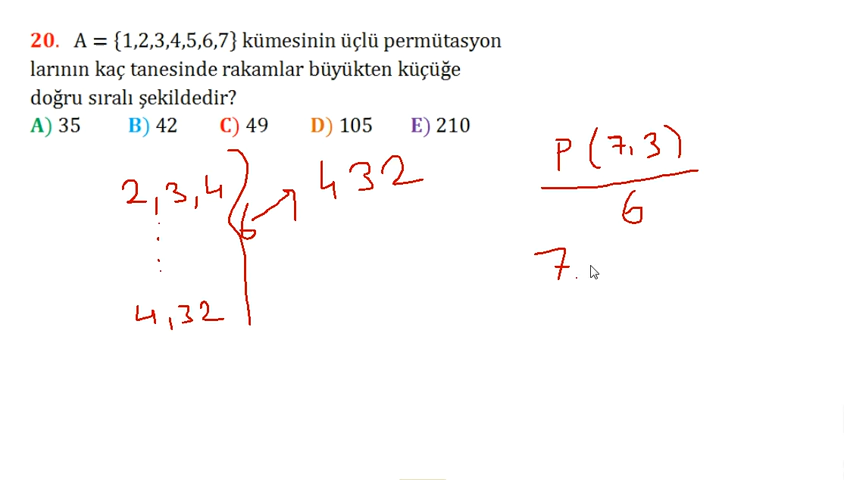 20. A = {1,2,3,4,5,6,7} kümesinin üçlü permütasyon
larının kaç tanesinde rakamlar büyükten küçüğe
doğru sıralı şekildedir?
A) 35 B) 42 C) 49 D) 105 E) 210
2,3,4
6
432
4,32
P(7,3)
6
7.